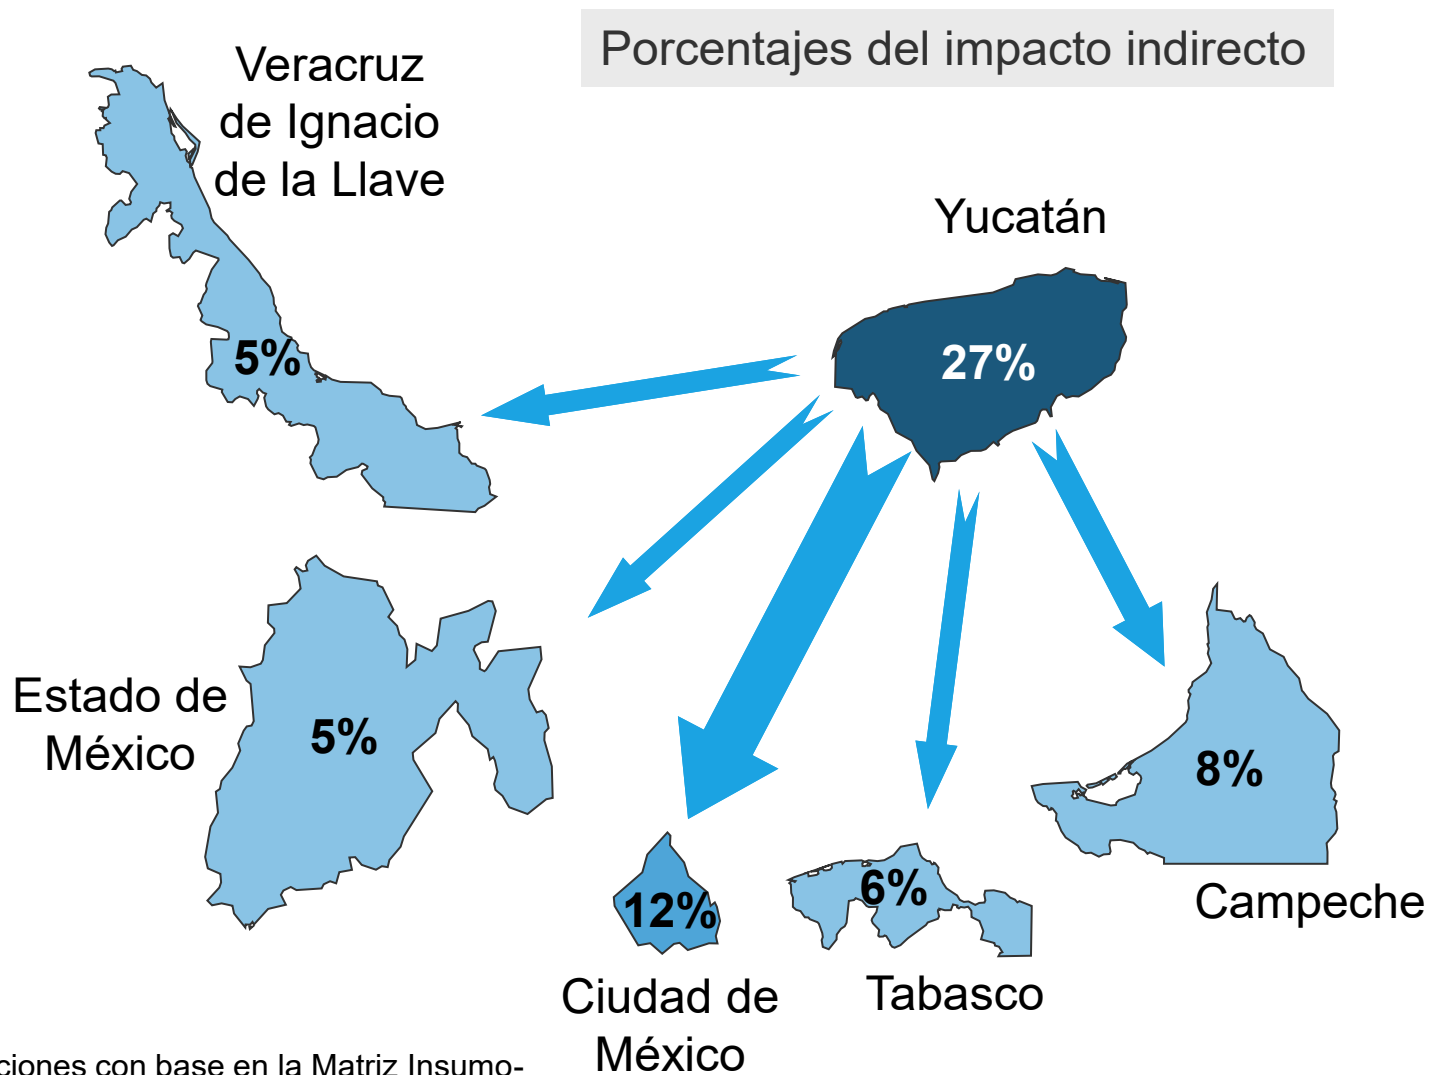 Porcentajes del impacto indirecto
Veracruz
de Ignacio
de la Llave
Yucatán
27%
5%
Estado de
México
5%
8%
Campeche
12%
6%
Ciudad de
México
Tabasco
ciones con base en la Matriz Insumo-